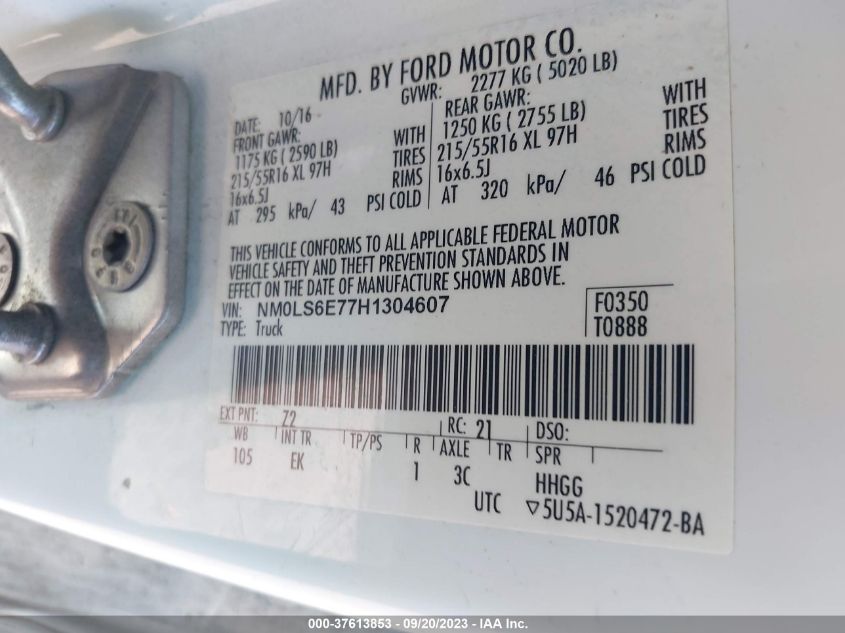 MFD. BY FORD MOTOR CO.
DATE: 10/16 GVWR: 2277 KG ( 5020 LB)
FRONT GAWR: REAR GAWR:
1175 KG ( 2590 LB) WITH 1250 KG ( 2755 LB) WITH
215/55R16 XL 97H TIRES 215/55R16 XL 97H TIRES
16x6.5J RIMS 16x6.5J RIMS
AT 295 kPa/ 43 PSI COLD AT 320 kPa/ 46 PSI COLD
THIS VEHICLE CONFORMS TO ALL APPLICABLE FEDERAL MOTOR
VEHICLE SAFETY AND THEFT PREVENTION STANDARDS IN
EFFECT ON THE DATE OF MANUFACTURE SHOWN ABOVE.
VIN: NM0LS6E77H1304607 F0350
TYPE: Truck T0888
EXT PNT: Z2 RC: 21 DSO:
WB INT TR TP/PS R AXLE TR SPR
105 EK 1 3C HHGG
UTC ▽5U5A-1520472-BA
000-37613853 - 09/20/2023 - IAA Inc.